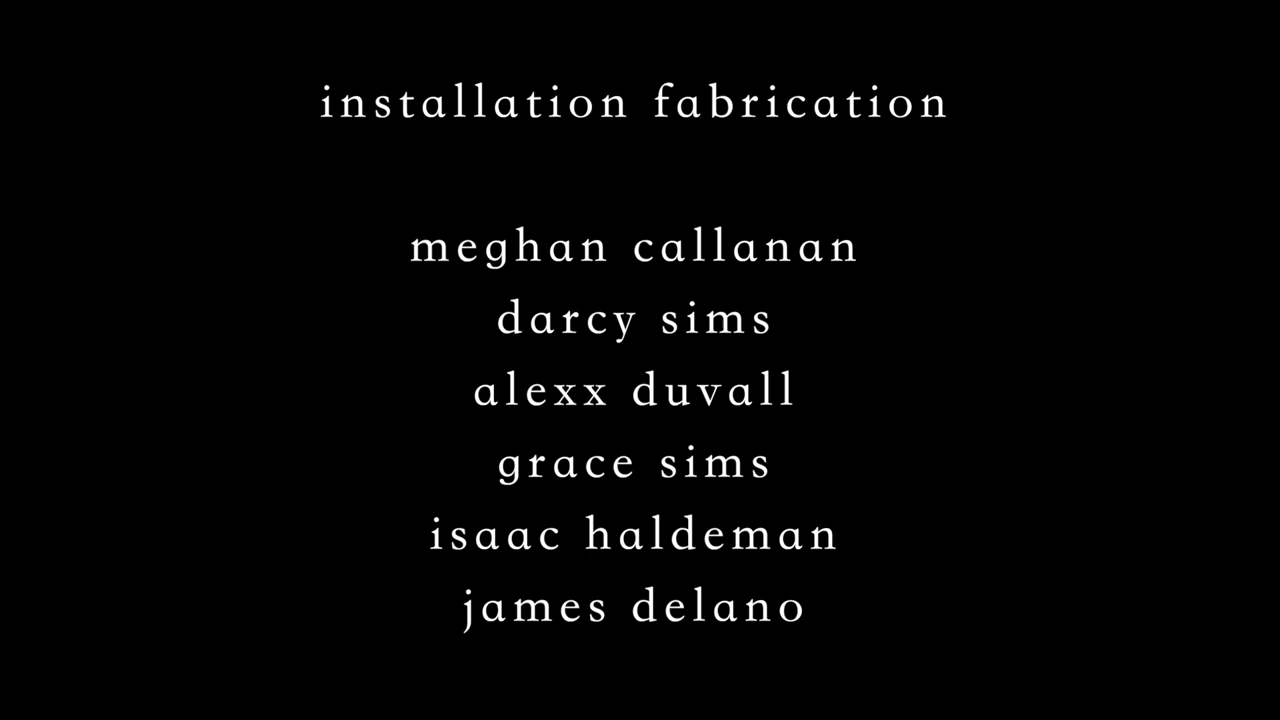 installation fabrication
meghan callanan
darcy sims
alexx duvall
grace sims
isaac haldeman
james delano